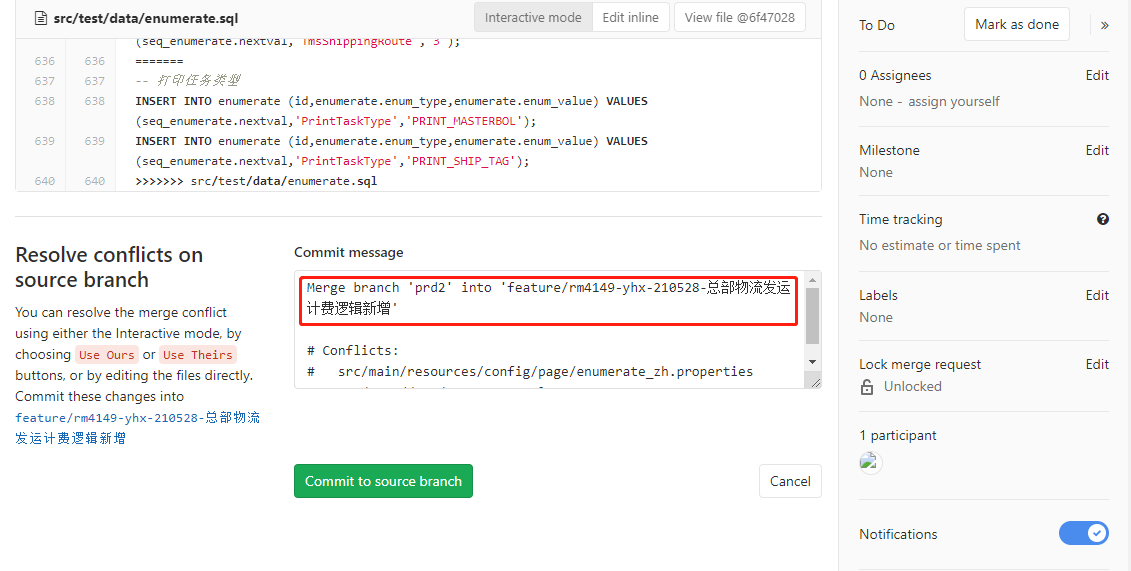 src/test/data/enumerate.sql
Interactive mode
Edit inline
View file @6f47028
(seq_enumerate.nextval,'TmsShippingRoute','3');
636 636 =======
637 637 -- 打印任务类型
638 638 INSERT INTO enumerate (id,enumerate.enum_type,enumerate.enum_value) VALUES
(seq_enumerate.nextval,'PrintTaskType','PRINT_MASTERBOL');
639 639 INSERT INTO enumerate (id,enumerate.enum_type,enumerate.enum_value) VALUES
(seq_enumerate.nextval,'PrintTaskType','PRINT_SHIP_TAG');
640 640 >>>>>>> src/test/data/enumerate.sql
Resolve conflicts on
source branch
You can resolve the merge conflict
using either the Interactive mode, by
choosing Use Ours or Use Theirs
buttons, or by editing the files directly.
Commit these changes into
feature/rm4149-yhx-210528-总部物流
发运计费逻辑新增
Commit message
Merge branch 'prd2' into 'feature/rm4149-yhx-210528-总部物流发运
计费逻辑新增'
# Conflicts:
#   src/main/resources/config/page/enumerate_zh.properties
Commit to source branch
Cancel
To Do
Mark as done
»
0 Assignees
Edit
None - assign yourself
Milestone
Edit
None
Time tracking
?
No estimate or time spent
Labels
Edit
None
Lock merge request
Edit
Unlocked
1 participant
Notifications